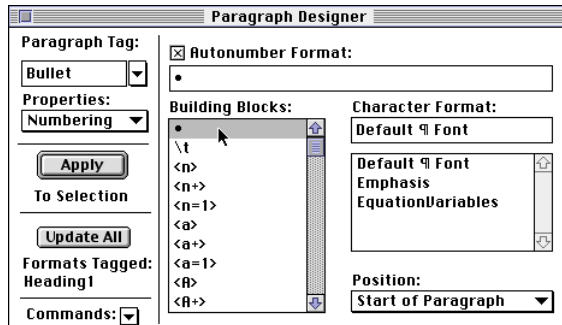 Paragraph Designer
Paragraph Tag:
Bullet
Properties:
Numbering
Apply
To Selection
Update All
Formats Tagged:
Heading1
Commands:
Autonumber Format:
•
Building Blocks:
•
\t
<n>
<n+>
<n=1>
<a>
<a+>
<a=1>
<A>
<A+>
Character Format:
Default ¶ Font
Default ¶ Font
Emphasis
EquationVariables
Position:
Start of Paragraph